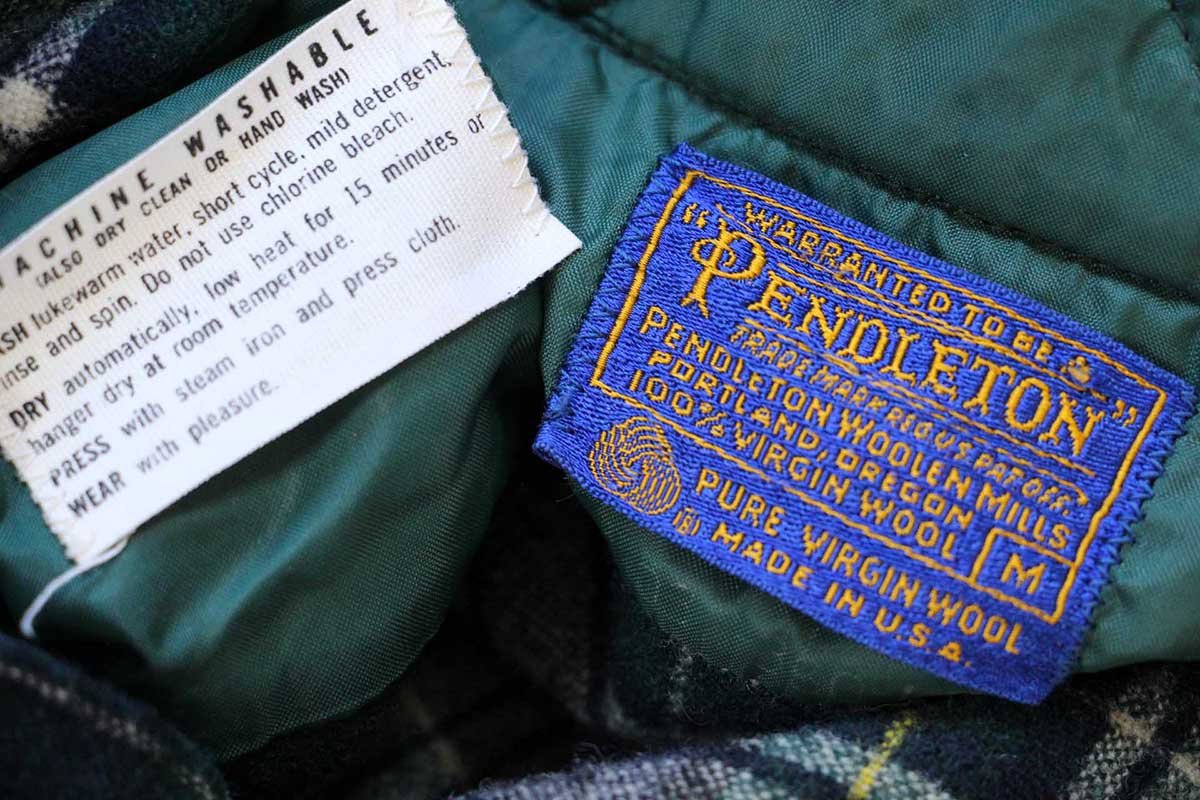 MACHINE WASHABLE
(ALSO DRY CLEAN OR HAND WASH)
WASH lukewarm water, short cycle, mild detergent,
rinse and spin. Do not use chlorine bleach.
DRY automatically, low heat for 15 minutes or
hanger dry at room temperature.
PRESS with steam iron and press cloth.
WEAR with pleasure.
WARRANTED TO BE A
"PENDLETON"
TRADE MARK REG U S PAT OFF.
PENDLETON WOOLEN MILLS
PORTLAND, OREGON
100% VIRGIN WOOL
M
PURE VIRGIN WOOL
® MADE IN U.S.A.